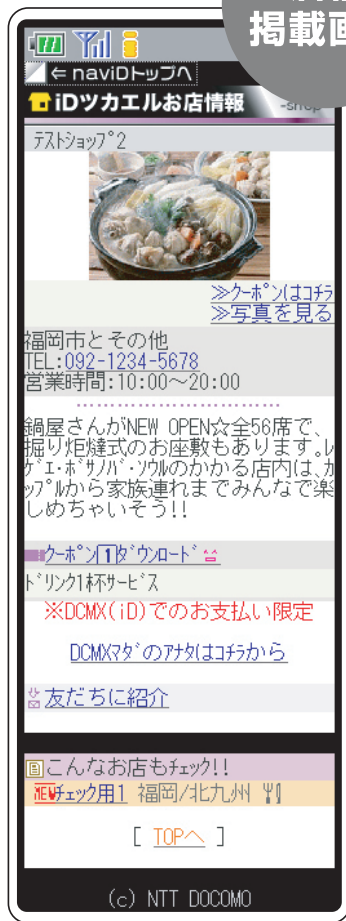 掲載画
⇐ naviDトップへ
iDツカエルお店情報
-shop
ﾃｽﾄｼｮｯﾌﾟ2
≫ｸｰﾎﾟﾝはｺﾁﾗ
≫写真を見る
福岡市とその他
TEL:092-1234-5678
営業時間:10:00～20:00
鍋屋さんがNEW OPEN☆全56席で、
掘り炬燵式のお座敷もあります。ﾚ
ｹﾞｴ･ﾎﾞｻﾉﾊﾞ･ｿｳﾙのかかる店内は、ｶ
ｯﾌﾟﾙから家族連れまでみんなで楽
しめちゃいそう!!
ｸｰﾎﾟﾝ1ﾀﾞｳﾝﾛｰﾄﾞ
ﾄﾞﾘﾝｸ1杯ｻｰﾋﾞｽ
※DCMX(iD)でのお支払い限定
DCMXﾏﾀﾞのｱﾅﾀはｺﾁﾗから
友だちに紹介
こんなお店もﾁｪｯｸ!!
NEWﾁｪｯｸ用1 福岡/北九州
[ TOPへ ]
(c) NTT DOCOMO